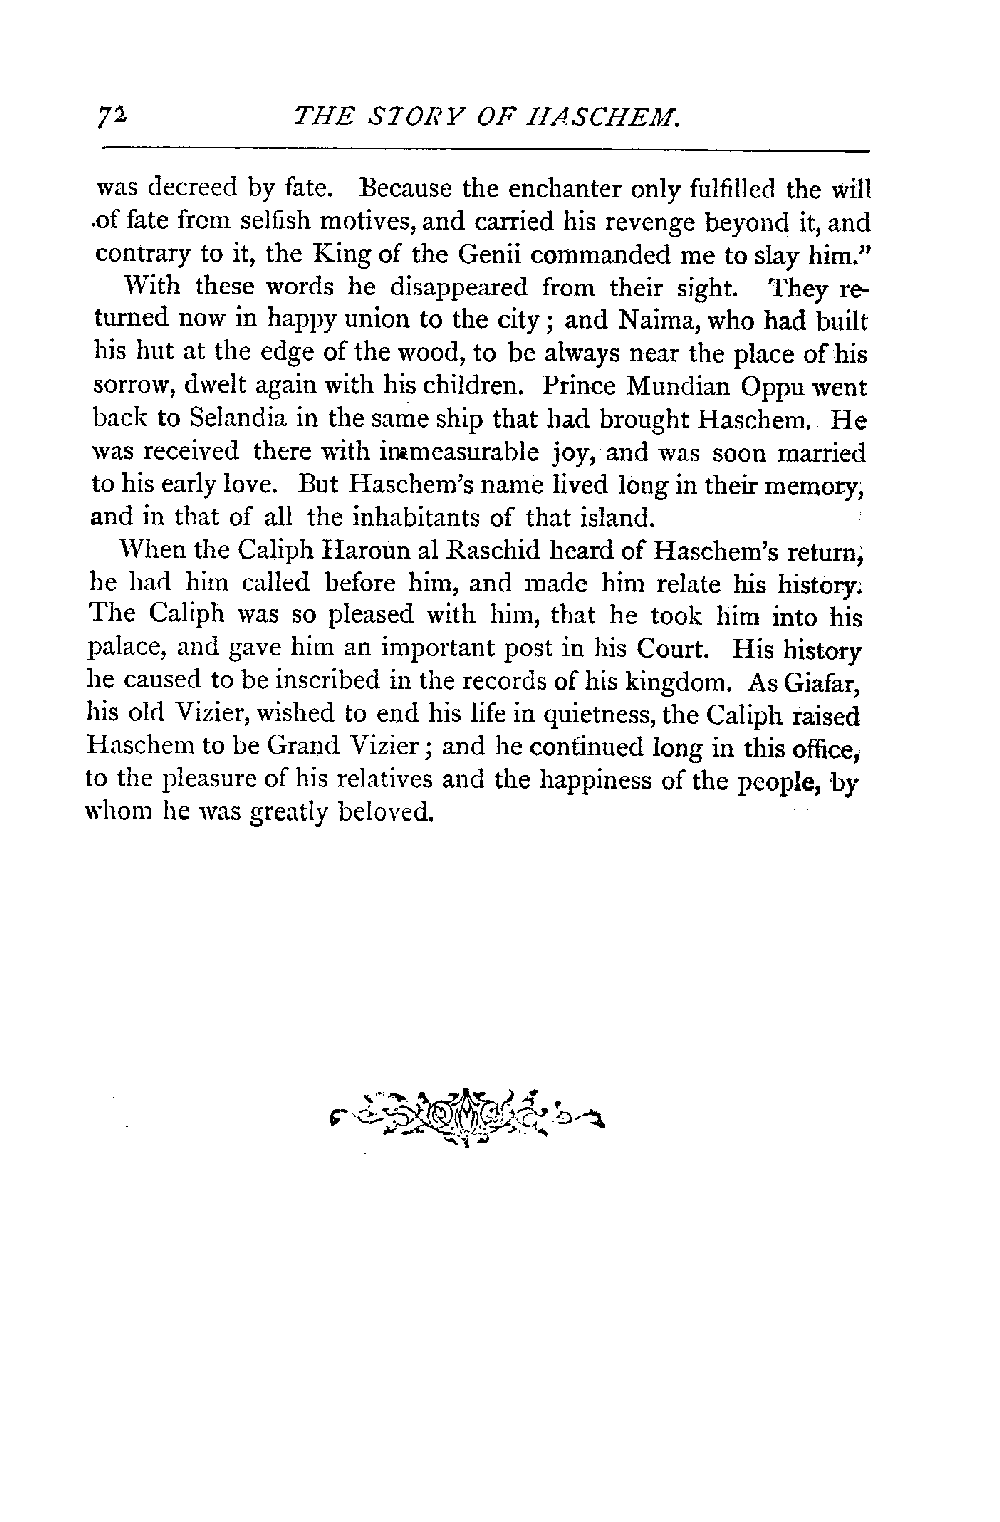 72 THE STORY OF HASCHEM.
was decreed by fate. Because the enchanter only fulfilled the will
of fate from selfish motives, and carried his revenge beyond it, and
contrary to it, the King of the Genii commanded me to slay him."
With these words he disappeared from their sight. They re-
turned now in happy union to the city; and Naima, who had built
his hut at the edge of the wood, to be always near the place of his
sorrow, dwelt again with his children. Prince Mundian Oppu went
back to Selandia in the same ship that had brought Haschem. He
was received there with immeasurable joy, and was soon married
to his early love. But Haschem's name lived long in their memory,
and in that of all the inhabitants of that island.
When the Caliph Haroun al Raschid heard of Haschem's return,
he had him called before him, and made him relate his history.
The Caliph was so pleased with him, that he took him into his
palace, and gave him an important post in his Court. His history
he caused to be inscribed in the records of his kingdom. As Giafar,
his old Vizier, wished to end his life in quietness, the Caliph raised
Haschem to be Grand Vizier; and he continued long in this office,
to the pleasure of his relatives and the happiness of the people, by
whom he was greatly beloved.